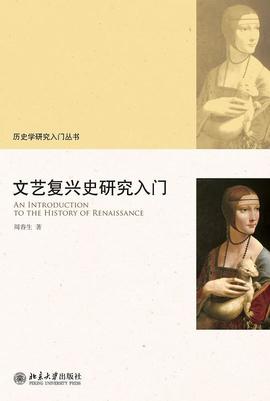 历史学研究入门丛书
文艺复兴史研究入门
AN INTRODUCTION
TO THE HISTORY OF RENAISSANCE
周春生 著
北京大学出版社
PEKING UNIVERSITY PRESS